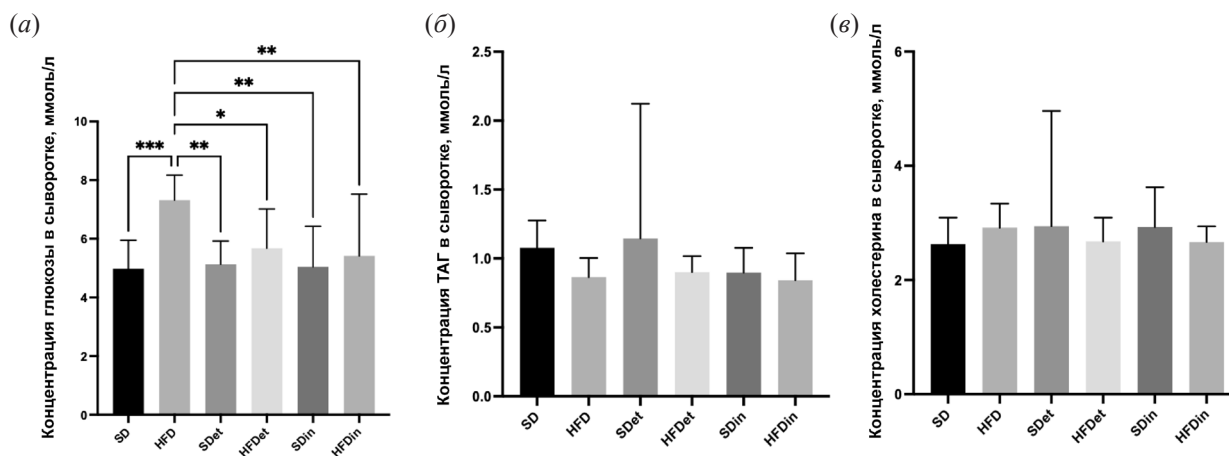 (а)
Концентрация глюкозы в сыворотке, ммоль/л
10
8
6
4
2
0
***
**
*
**
**
SD
HFD
SDet
HFDet
SDin
HFDin
(б)
Концентрация ТАГ в сыворотке, ммоль/л
2.5
2.0
1.5
1.0
0.5
0.0
SD
HFD
SDet
HFDet
SDin
HFDin
(в)
Концентрация холестерина в сыворотке, ммоль/л
6
4
2
0
SD
HFD
SDet
HFDet
SDin
HFDin